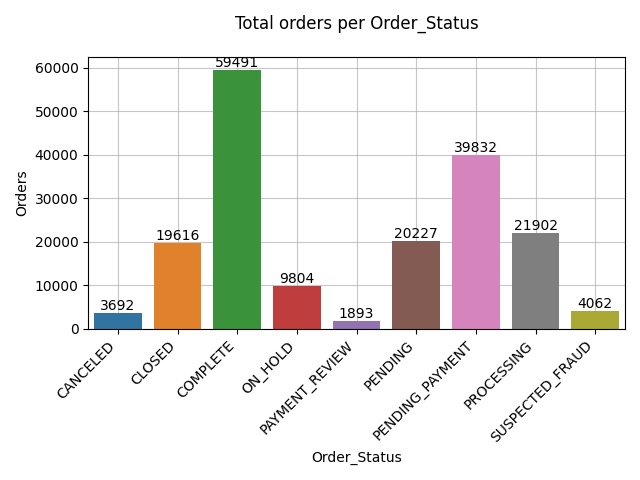 Total orders per Order_Status
60000
50000
40000
30000
20000
10000
0
Orders
3692
19616
59491
9804
1893
20227
39832
21902
4062
CANCELED
CLOSED
COMPLETE
ON_HOLD
PAYMENT_REVIEW
PENDING
PENDING_PAYMENT
PROCESSING
SUSPECTED_FRAUD
Order_Status